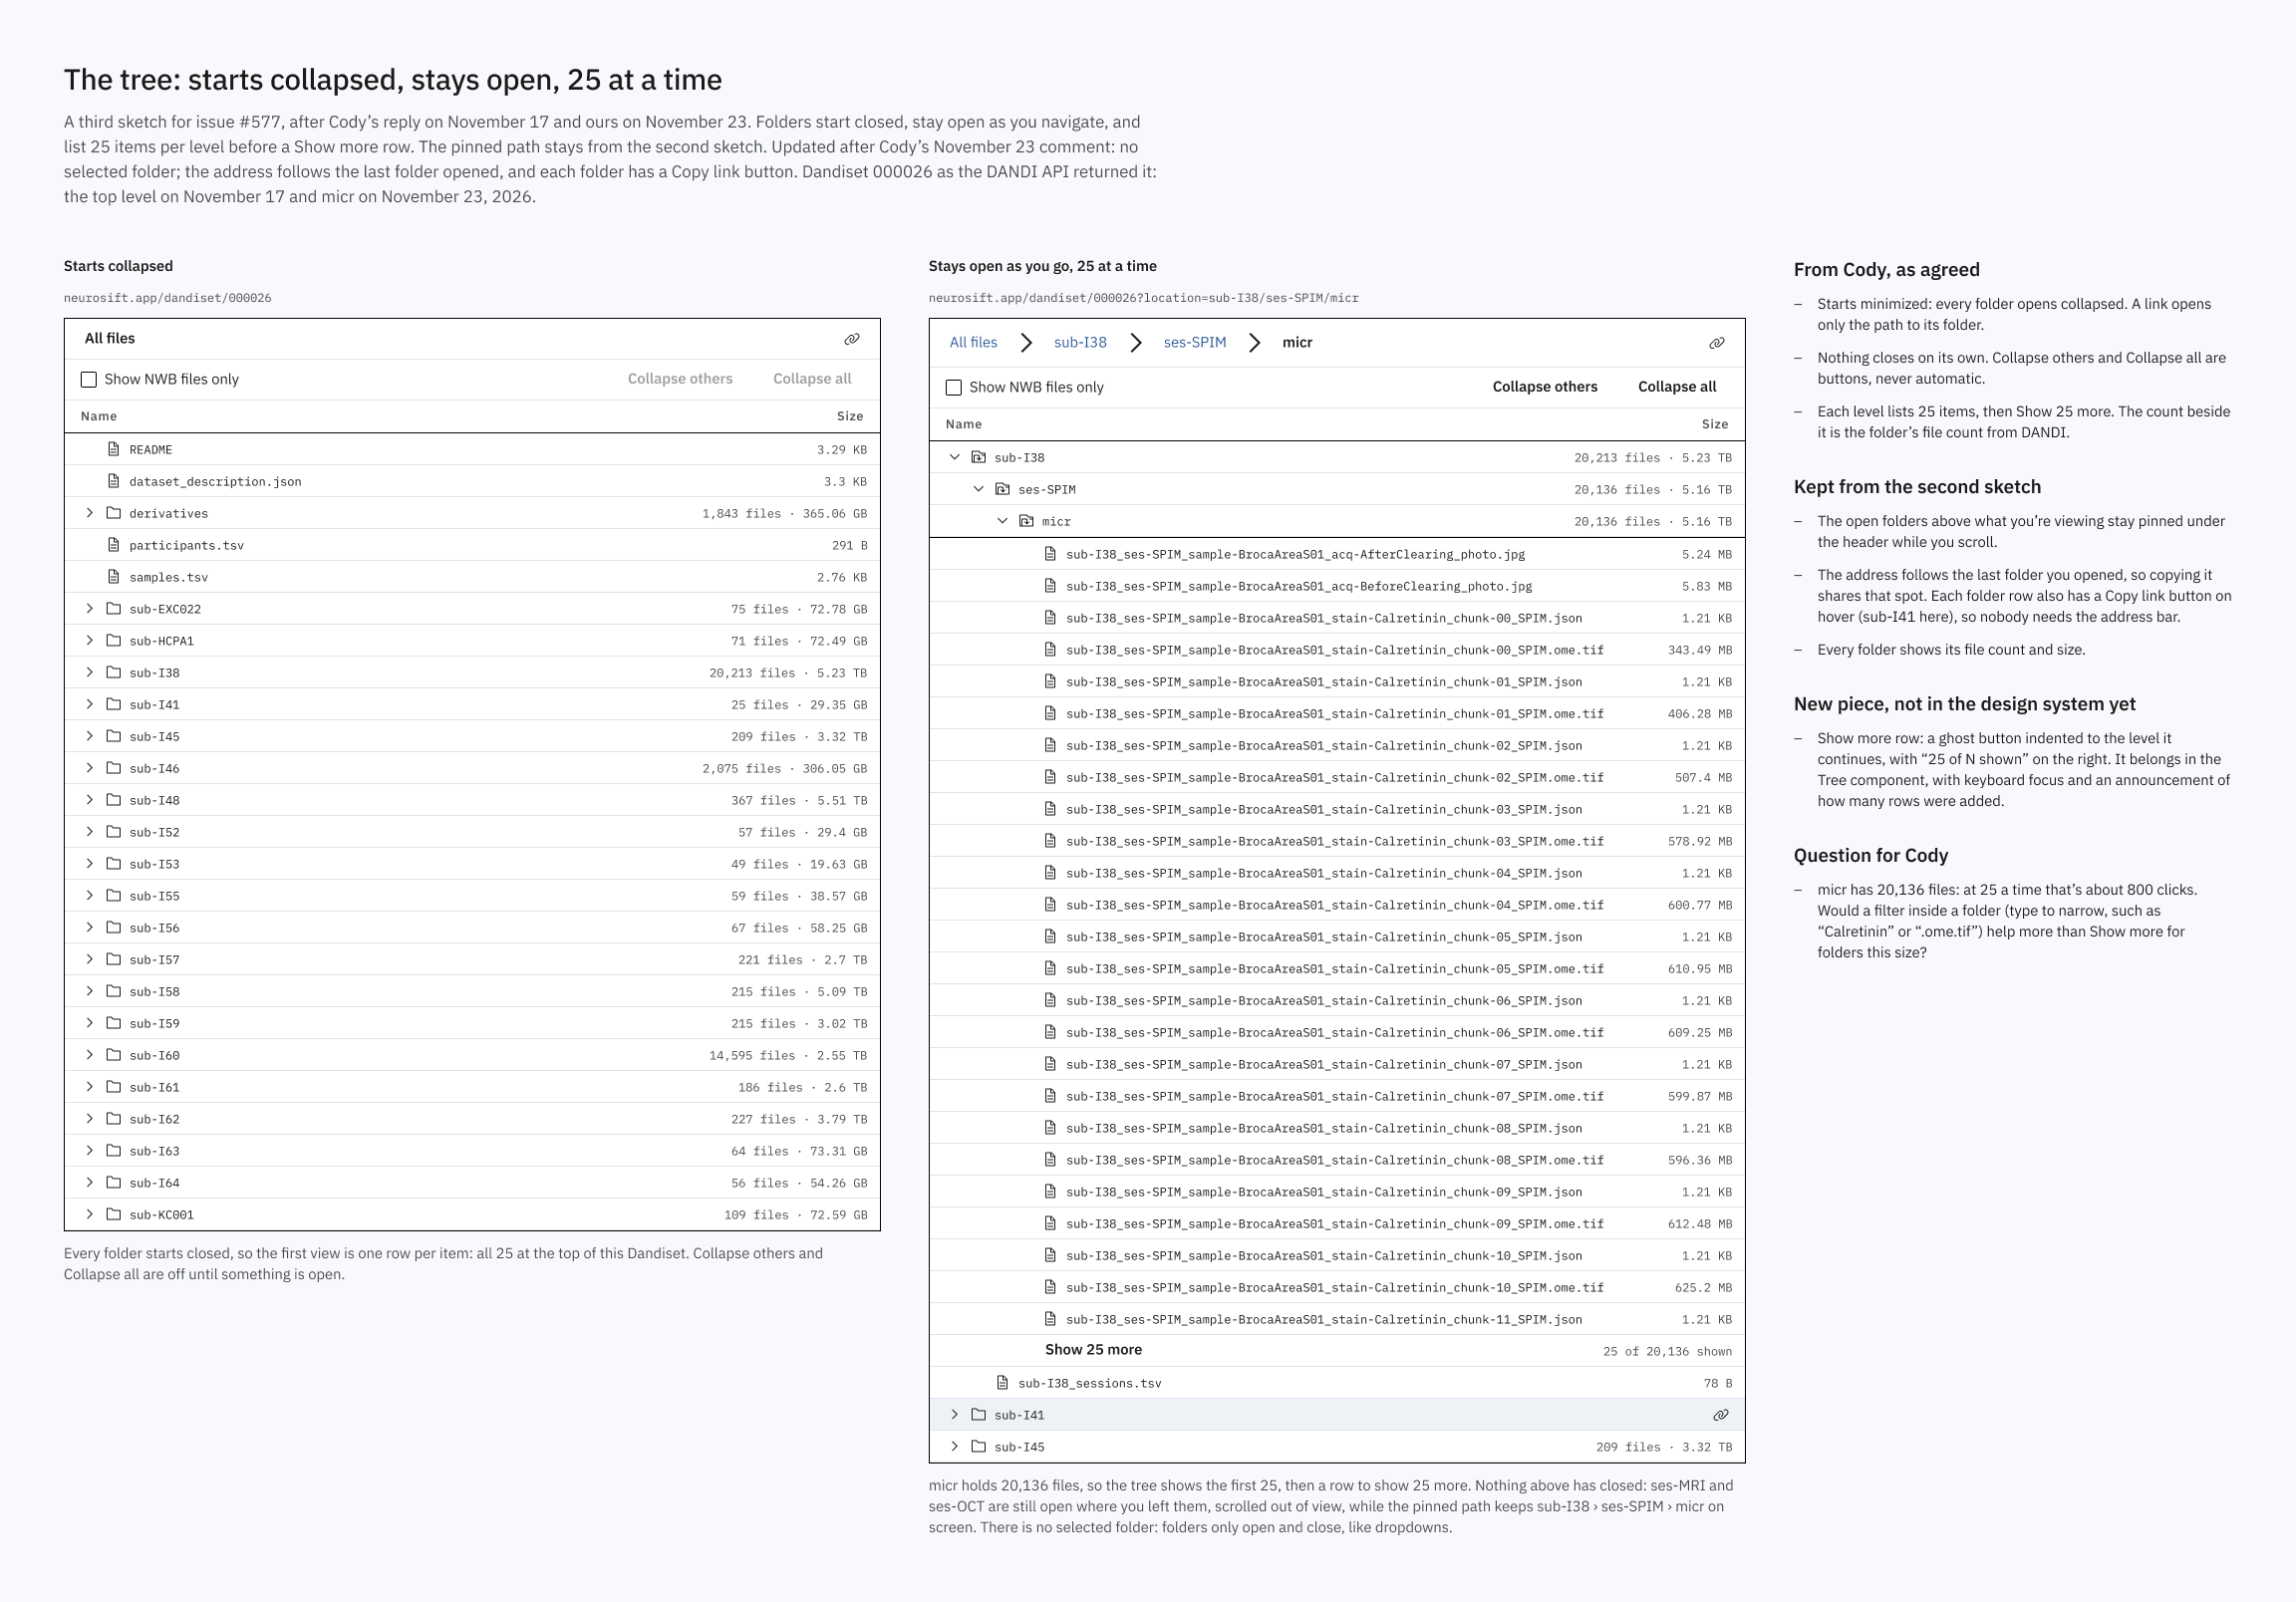 The tree: starts collapsed, stays open, 25 at a time
A third sketch for issue #577, after Cody’s reply on November 17 and ours on November 23. Folders start closed, stay open as you navigate, and
list 25 items per level before a Show more row. The pinned path stays from the second sketch. Updated after Cody’s November 23 comment: no
selected folder; the address follows the last folder opened, and each folder has a Copy link button. Dandiset 000026 as the DANDI API returned it:
the top level on November 17 and micr on November 23, 2026.
Starts collapsed
neurosift.app/dandiset/000026
All files
Show NWB files only Collapse others Collapse all
Name Size
README 3.29 KB
dataset_description.json 3.3 KB
derivatives 1,843 files · 365.06 GB
participants.tsv 291 B
samples.tsv 2.76 KB
sub-EXC022 75 files · 72.78 GB
sub-HCPA1 71 files · 72.49 GB
sub-I38 20,213 files · 5.23 TB
sub-I41 25 files · 29.35 GB
sub-I45 209 files · 3.32 TB
sub-I46 2,075 files · 306.05 GB
sub-I48 367 files · 5.51 TB
sub-I52 57 files · 29.4 GB
sub-I53 49 files · 19.63 GB
sub-I55 59 files · 38.57 GB
sub-I56 67 files · 58.25 GB
sub-I57 221 files · 2.7 TB
sub-I58 215 files · 5.09 TB
sub-I59 215 files · 3.02 TB
sub-I60 14,595 files · 2.55 TB
sub-I61 186 files · 2.6 TB
sub-I62 227 files · 3.79 TB
sub-I63 64 files · 73.31 GB
sub-I64 56 files · 54.26 GB
sub-KC001 109 files · 72.59 GB
Every folder starts closed, so the first view is one row per item: all 25 at the top of this Dandiset. Collapse others and
Collapse all are off until something is open.
Stays open as you go, 25 at a time
neurosift.app/dandiset/000026?location=sub-I38/ses-SPIM/micr
All files sub-I38 ses-SPIM micr
Show NWB files only Collapse others Collapse all
Name Size
sub-I38 20,213 files · 5.23 TB
ses-SPIM 20,136 files · 5.16 TB
micr 20,136 files · 5.16 TB
sub-I38_ses-SPIM_sample-BrocaAreaS01_acq-AfterClearing_photo.jpg 5.24 MB
sub-I38_ses-SPIM_sample-BrocaAreaS01_acq-BeforeClearing_photo.jpg 5.83 MB
sub-I38_ses-SPIM_sample-BrocaAreaS01_stain-Calretinin_chunk-00_SPIM.json 1.21 KB
sub-I38_ses-SPIM_sample-BrocaAreaS01_stain-Calretinin_chunk-00_SPIM.ome.tif 343.49 MB
sub-I38_ses-SPIM_sample-BrocaAreaS01_stain-Calretinin_chunk-01_SPIM.json 1.21 KB
sub-I38_ses-SPIM_sample-BrocaAreaS01_stain-Calretinin_chunk-01_SPIM.ome.tif 406.28 MB
sub-I38_ses-SPIM_sample-BrocaAreaS01_stain-Calretinin_chunk-02_SPIM.json 1.21 KB
sub-I38_ses-SPIM_sample-BrocaAreaS01_stain-Calretinin_chunk-02_SPIM.ome.tif 507.4 MB
sub-I38_ses-SPIM_sample-BrocaAreaS01_stain-Calretinin_chunk-03_SPIM.json 1.21 KB
sub-I38_ses-SPIM_sample-BrocaAreaS01_stain-Calretinin_chunk-03_SPIM.ome.tif 578.92 MB
sub-I38_ses-SPIM_sample-BrocaAreaS01_stain-Calretinin_chunk-04_SPIM.json 1.21 KB
sub-I38_ses-SPIM_sample-BrocaAreaS01_stain-Calretinin_chunk-04_SPIM.ome.tif 600.77 MB
sub-I38_ses-SPIM_sample-BrocaAreaS01_stain-Calretinin_chunk-05_SPIM.json 1.21 KB
sub-I38_ses-SPIM_sample-BrocaAreaS01_stain-Calretinin_chunk-05_SPIM.ome.tif 610.95 MB
sub-I38_ses-SPIM_sample-BrocaAreaS01_stain-Calretinin_chunk-06_SPIM.json 1.21 KB
sub-I38_ses-SPIM_sample-BrocaAreaS01_stain-Calretinin_chunk-06_SPIM.ome.tif 609.25 MB
sub-I38_ses-SPIM_sample-BrocaAreaS01_stain-Calretinin_chunk-07_SPIM.json 1.21 KB
sub-I38_ses-SPIM_sample-BrocaAreaS01_stain-Calretinin_chunk-07_SPIM.ome.tif 599.87 MB
sub-I38_ses-SPIM_sample-BrocaAreaS01_stain-Calretinin_chunk-08_SPIM.json 1.21 KB
sub-I38_ses-SPIM_sample-BrocaAreaS01_stain-Calretinin_chunk-08_SPIM.ome.tif 596.36 MB
sub-I38_ses-SPIM_sample-BrocaAreaS01_stain-Calretinin_chunk-09_SPIM.json 1.21 KB
sub-I38_ses-SPIM_sample-BrocaAreaS01_stain-Calretinin_chunk-09_SPIM.ome.tif 612.48 MB
sub-I38_ses-SPIM_sample-BrocaAreaS01_stain-Calretinin_chunk-10_SPIM.json 1.21 KB
sub-I38_ses-SPIM_sample-BrocaAreaS01_stain-Calretinin_chunk-10_SPIM.ome.tif 625.2 MB
sub-I38_ses-SPIM_sample-BrocaAreaS01_stain-Calretinin_chunk-11_SPIM.json 1.21 KB
Show 25 more 25 of 20,136 shown
sub-I38_sessions.tsv 78 B
sub-I41
sub-I45 209 files · 3.32 TB
micr holds 20,136 files, so the tree shows the first 25, then a row to show 25 more. Nothing above has closed: ses-MRI and
ses-OCT are still open where you left them, scrolled out of view, while the pinned path keeps sub-I38 › ses-SPIM › micr on
screen. There is no selected folder: folders only open and close, like dropdowns.
From Cody, as agreed
– Starts minimized: every folder opens collapsed. A link opens
only the path to its folder.
– Nothing closes on its own. Collapse others and Collapse all are
buttons, never automatic.
– Each level lists 25 items, then Show 25 more. The count beside
it is the folder’s file count from DANDI.
Kept from the second sketch
– The open folders above what you’re viewing stay pinned under
the header while you scroll.
– The address follows the last folder you opened, so copying it
shares that spot. Each folder row also has a Copy link button on
hover (sub-I41 here), so nobody needs the address bar.
– Every folder shows its file count and size.
New piece, not in the design system yet
– Show more row: a ghost button indented to the level it
continues, with “25 of N shown” on the right. It belongs in the
Tree component, with keyboard focus and an announcement of
how many rows were added.
Question for Cody
– micr has 20,136 files: at 25 a time that’s about 800 clicks.
Would a filter inside a folder (type to narrow, such as
“Calretinin” or “.ome.tif”) help more than Show more for
folders this size?